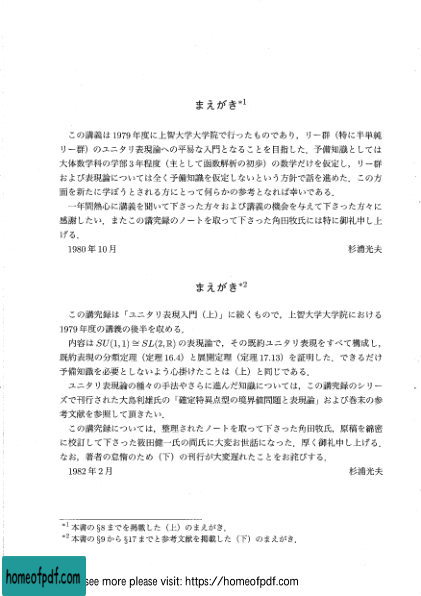 まえがき*1
この講義は1979年度に上智大学大学院で行ったものであり，リー群（特に半単純
リー群）のユニタリ表現論への平易な入門となることを目指した．予備知識としては
大体数学科の学部3年程度（主として函数解析の初歩）の数学だけを仮定し，リー群
および表現論については全く予備知識を仮定しないという方針で話を進めた．この方
面を新たに学ぼうとされる方にとって何らかの参考となれば幸いである．
一年間熱心に講義を聞いて下さった方々および講義の機会を与えて下さった方々に
感謝したい．またこの講究録のノートを取って下さった角田牧氏には特に御礼申し上
げる．
1980年10月 杉浦光夫
まえがき*2
この講究録は「ユニタリ表現入門（上）」に続くもので，上智大学大学院における
1979年度の講義の後半を収める．
内容は SU(1,1) ≅ SL(2,R) の表現論で，その既約ユニタリ表現をすべて構成し，
既約表現の分類定理（定理16.4）と展開定理（定理17.13）を証明した．できるだけ
予備知識を必要としないよう心掛けたことは（上）と同じである．
ユニタリ表現論の種々の手法やさらに進んだ知識については，この講究録のシリー
ズで刊行された大島利雄氏の「確定特異点型の境界値問題と表現論」および巻末の参
考文献を参照して頂きたい．
この講究録については，整理されたノートを取って下さった角田牧氏，原稿を綿密
に校訂して下さった筱田健一氏の両氏に大変お世話になった．厚く御礼申し上げる．
なお，著者の怠惰のため（下）の刊行が大変遅れたことをお詫びする．
1982年2月 杉浦光夫
*1 本書の§8までを掲載した（上）のまえがき．
*2 本書の§9から§17までと参考文献を掲載した（下）のまえがき．
homeofpdf.com
see more please visit: https://homeofpdf.com